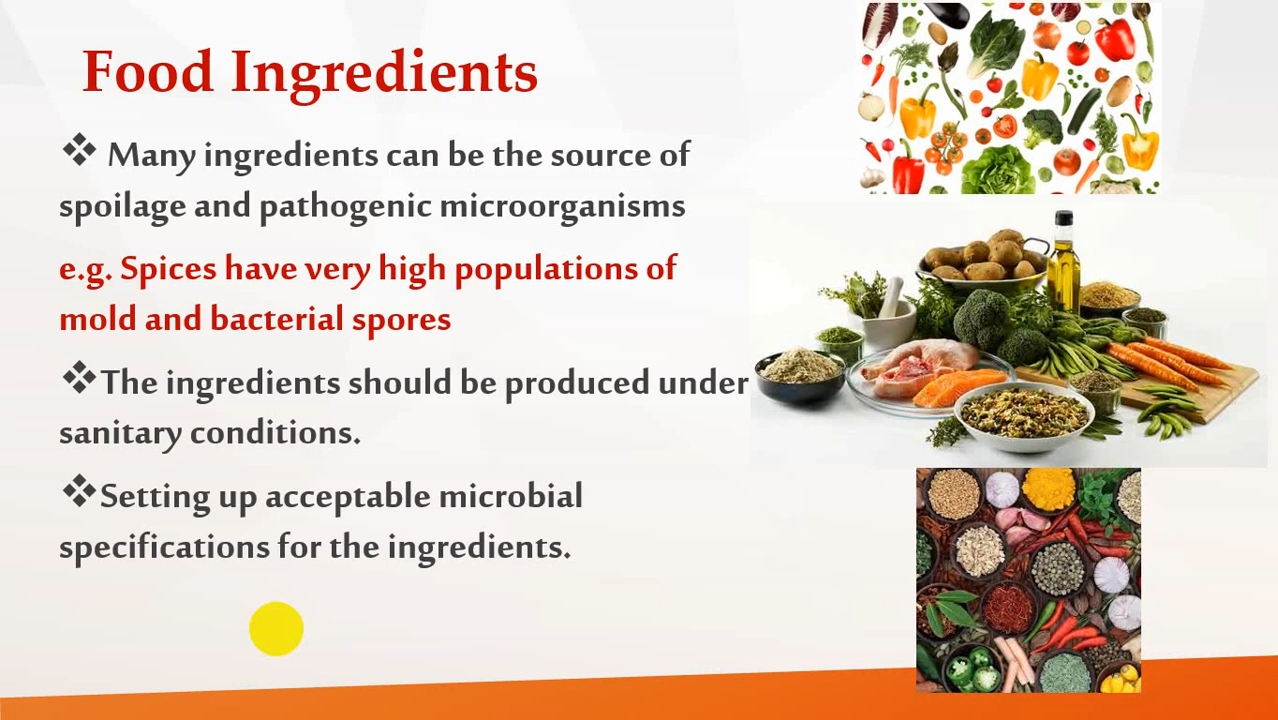 Food Ingredients
❖ Many ingredients can be the source of
spoilage and pathogenic microorganisms
e.g. Spices have very high populations of
mold and bacterial spores
❖The ingredients should be produced under
sanitary conditions.
❖Setting up acceptable microbial
specifications for the ingredients.